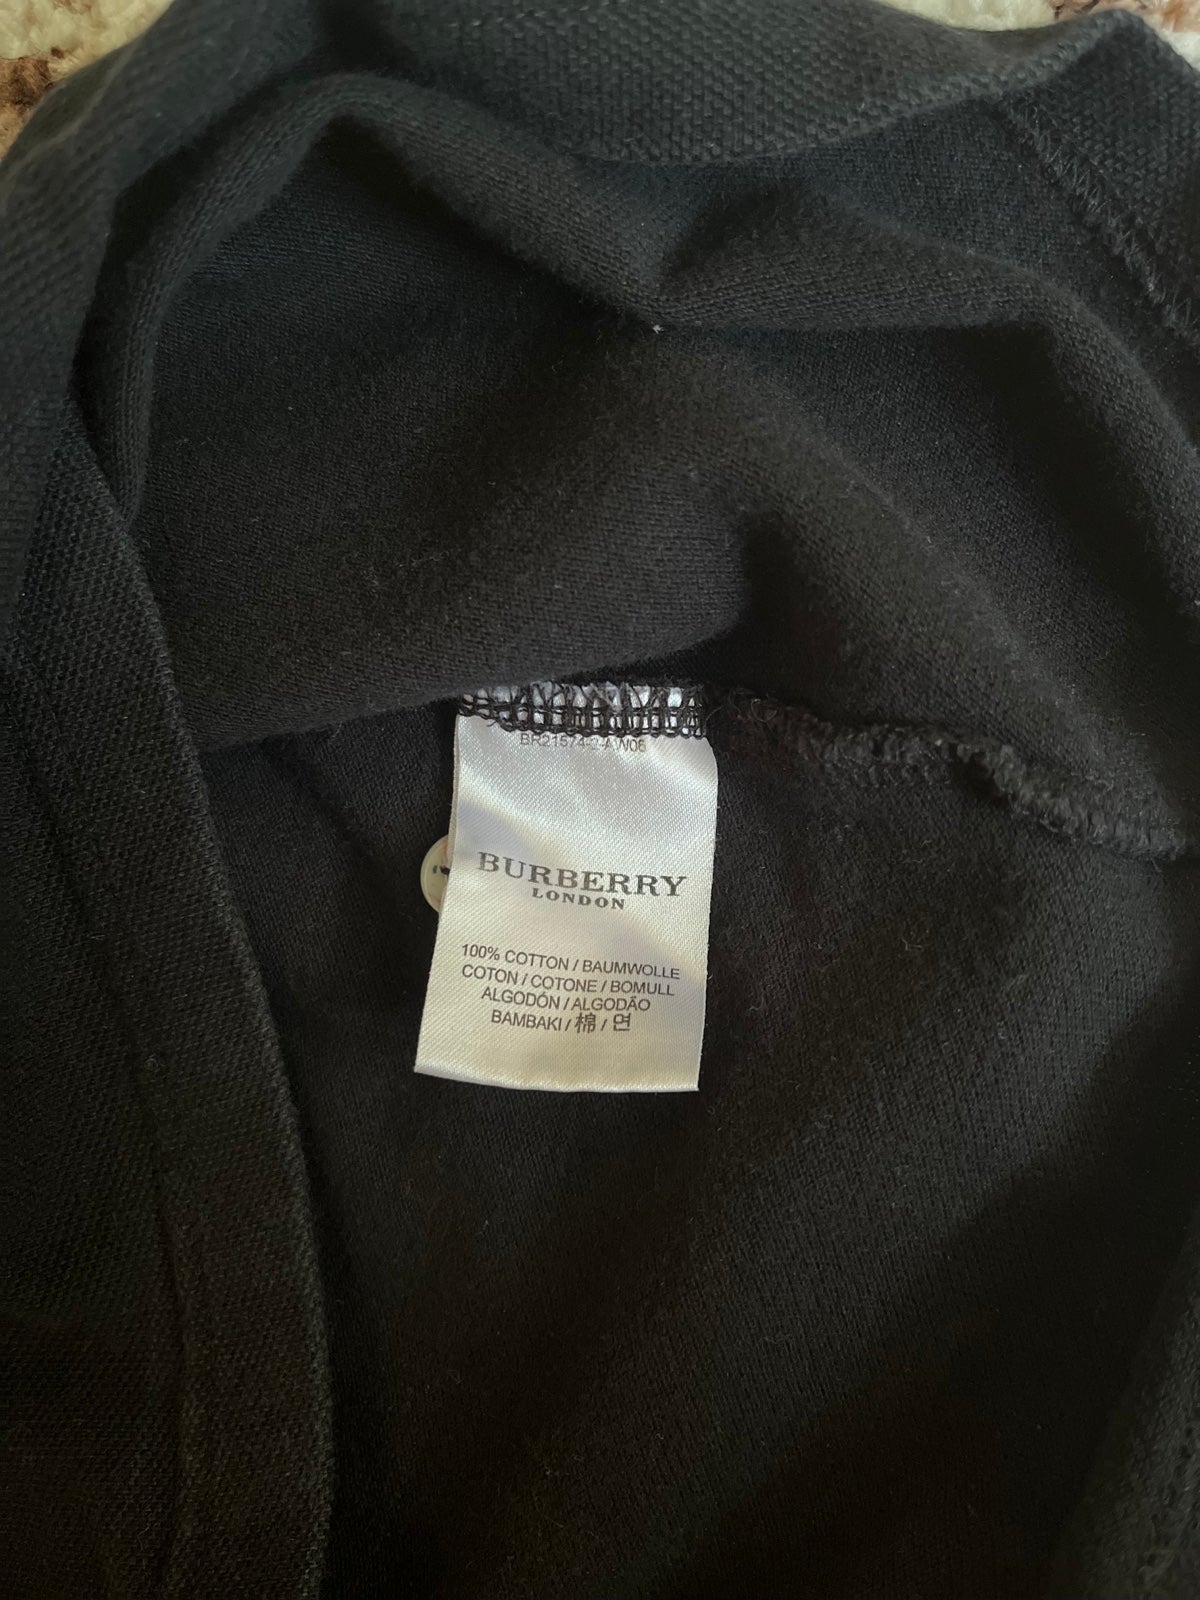 BURBERRY
LONDON
100% COTTON / BAUMWOLLE
COTON / COTONE / BOMULL
ALGODÓN / ALGODÃO
BAMBAKI / 棉 / 면